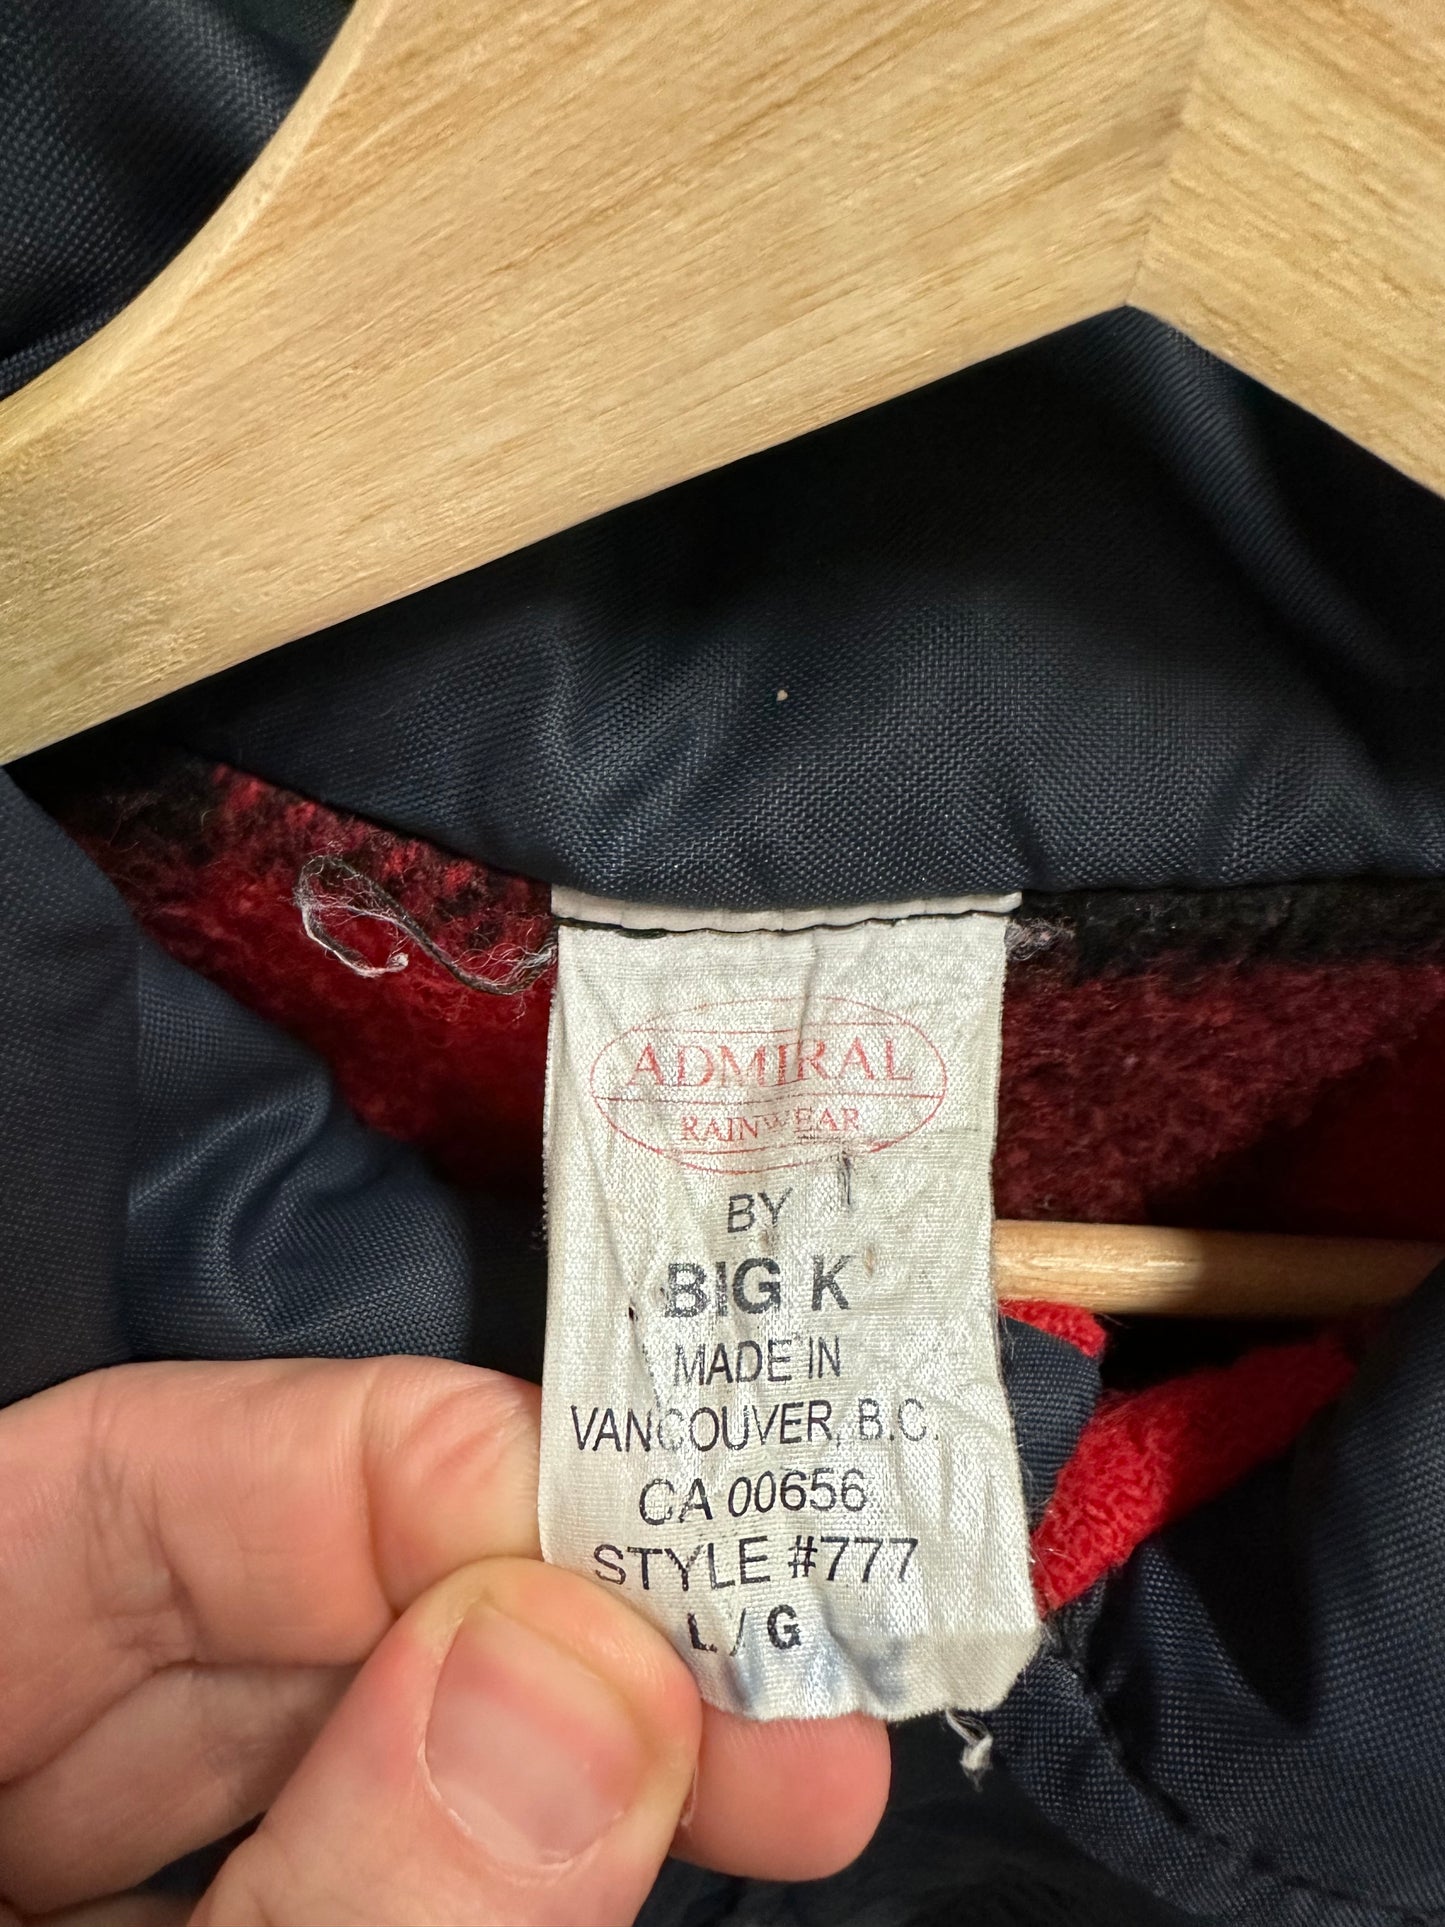 ADMIRAL
RAINWEAR
BY
BIG K
MADE IN
VANCOUVER, B.C.
CA 00656
STYLE #777
L / G